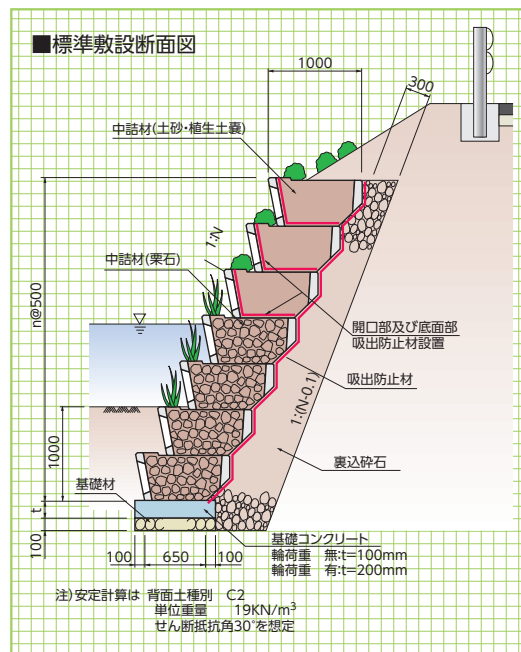 ■標準敷設断面図
1000
300
中詰材(土砂・植生土嚢)
1:N
中詰材(栗石)
n@500
開口部及び底面部
吸出防止材設置
吸出防止材
1:(N-0.1)
1000
裏込砕石
基礎材
t
100
100 650 100
基礎コンクリート
輪荷重 無:t=100mm
輪荷重 有:t=200mm
注)安定計算は 背面土種別 C2
単位重量 19KN/m³
せん断抵抗角30°を想定